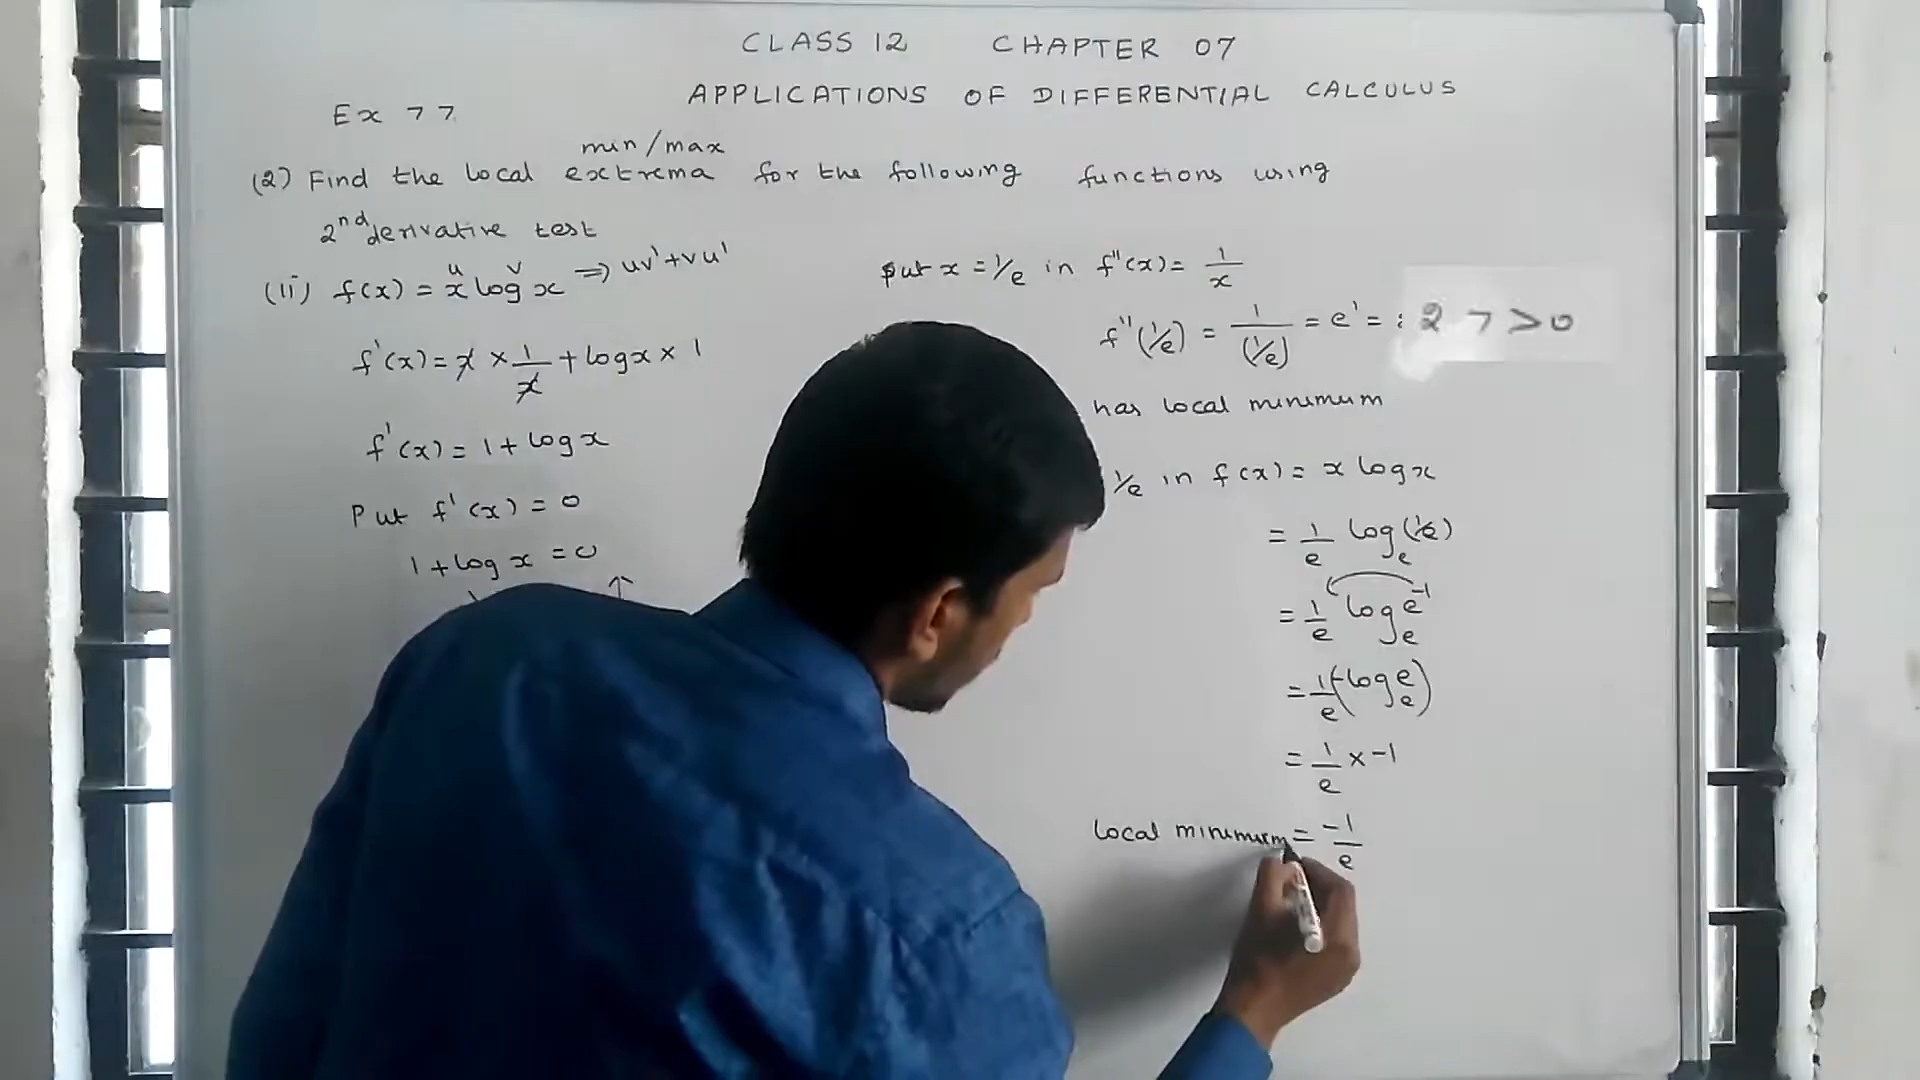 CLASS 12 CHAPTER 07
APPLICATIONS OF DIFFERENTIAL CALCULUS
Ex 7 7
min/max
(2) Find the local extrema for the following functions using
2nd derivative test
u v
(ii) f(x) = x log x ⇒ uv'+vu'
f'(x) = x × 1/x + log x × 1
f'(x) = 1 + log x
Put f'(x) = 0
1 + log x = 0
Put x = 1/e in f''(x) = 1/x
f''(1/e) = 1/(1/e) = e¹ = 2 7 > 0
has local minimum
1/e in f(x) = x log x
= 1/e log_e (1/e)
= 1/e log_e e⁻¹
= 1/e (-log_e e)
= 1/e × -1
Local minimum = -1/e